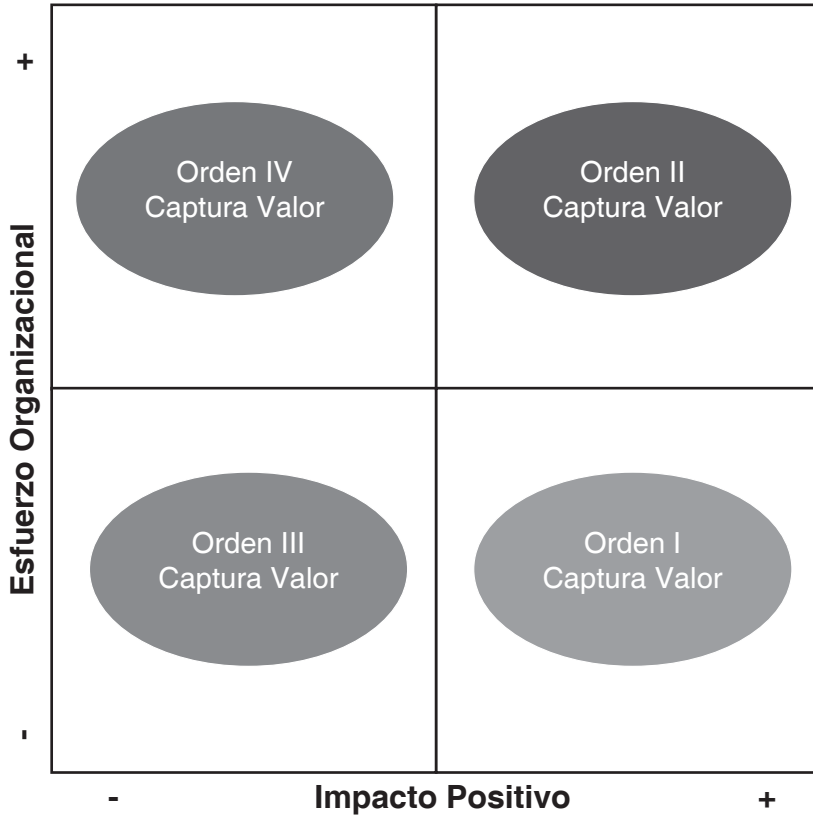 +
Orden IV
Captura Valor
Orden II
Captura Valor
Esfuerzo Organizacional
Orden III
Captura Valor
Orden I
Captura Valor
-
-
Impacto Positivo
+